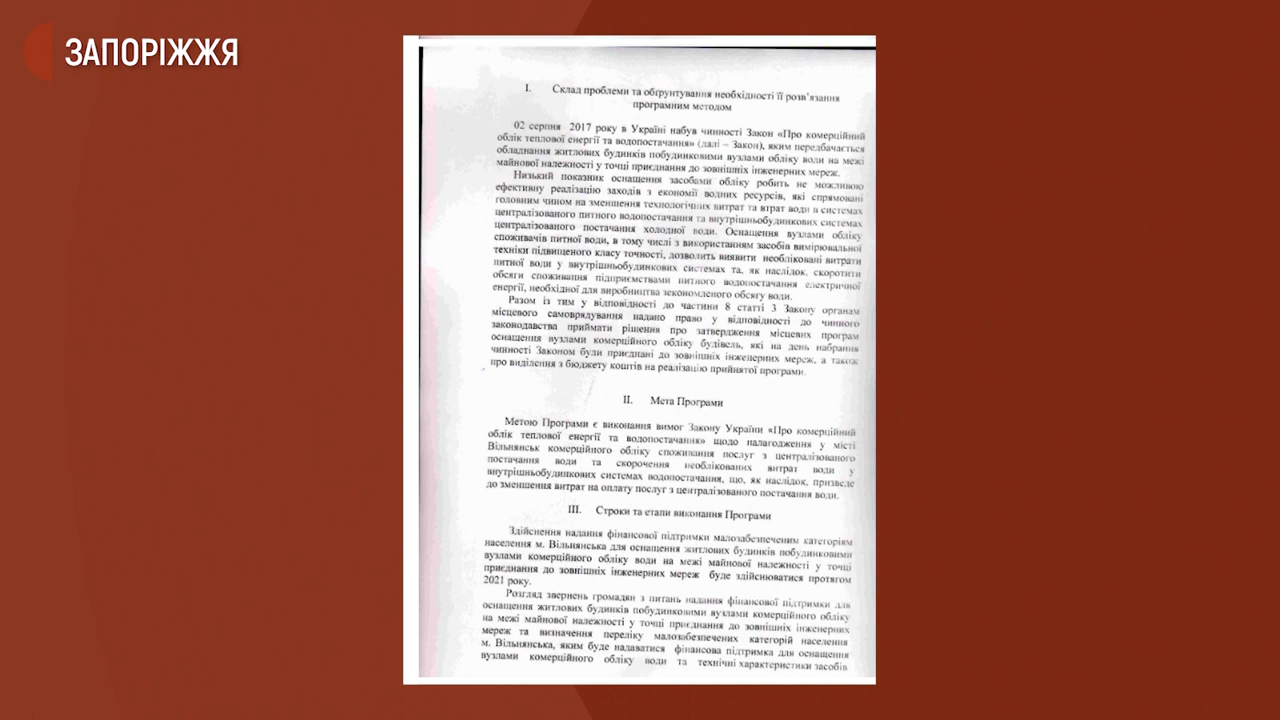 ЗАПОРІЖЖЯ
I. Склад проблеми та обґрунтування необхідності її розв'язання
програмним методом
02 серпня 2017 року в Україні набув чинності Закон «Про комерційний
облік теплової енергії та водопостачання» (далі – Закон), яким передбачається
обладнання житлових будинків побудинковими вузлами обліку води на межі
майнової належності у точці приєднання до зовнішніх інженерних мереж.
Низький показник оснащення засобами обліку робить не можливою
ефективну реалізацію заходів з економії водних ресурсів, які спрямовані
головним чином на зменшення технологічних витрат та втрат води в системах
централізованого питного водопостачання та внутрішньобудинкових системах
централізованого постачання холодної води. Оснащення вузлами обліку
споживачів питної води, в тому числі з використанням засобів вимірювальної
техніки підвищеного класу точності, дозволить виявити необліковані витрати
питної води у внутрішньобудинкових системах та, як наслідок, скоротити
обсяги споживання підприємствами питного водопостачання електричної
енергії, необхідної для виробництва зекономленого обсягу води.
Разом із тим у відповідності до частини 8 статті 3 Закону органам
місцевого самоврядування надано право у відповідності до чинного
законодавства приймати рішення про затвердження місцевих програм
оснащення вузлами комерційного обліку будівель, які на день набрання
чинності Законом були приєднані до зовнішніх інженерних мереж, а також
про виділення з бюджету коштів на реалізацію прийнятої програми.
II. Мета Програми
Метою Програми є виконання вимог Закону України «Про комерційний
облік теплової енергії та водопостачання» щодо налагодження у місті
Вільнянськ комерційного обліку споживання послуг з централізованого
постачання води та скорочення необлікованих витрат води у
внутрішньобудинкових системах водопостачання, що, як наслідок, призведе
до зменшення витрат на оплату послуг з централізованого постачання води.
III. Строки та етапи виконання Програми
Здійснення надання фінансової підтримки малозабезпеченим категоріям
населення м. Вільнянська для оснащення житлових будинків побудинковими
вузлами комерційного обліку води на межі майнової належності у точці
приєднання до зовнішніх інженерних мереж буде здійснюватися протягом
2021 року.
Розгляд звернень громадян з питань надання фінансової підтримки для
оснащення житлових будинків побудинковими вузлами комерційного обліку
на межі майнової належності у точці приєднання до зовнішніх інженерних
мереж та визначення переліку малозабезпечених категорій населення
м. Вільнянська, яким буде надаватися фінансова підтримка для оснащення
вузлами комерційного обліку води та технічні характеристики засобів